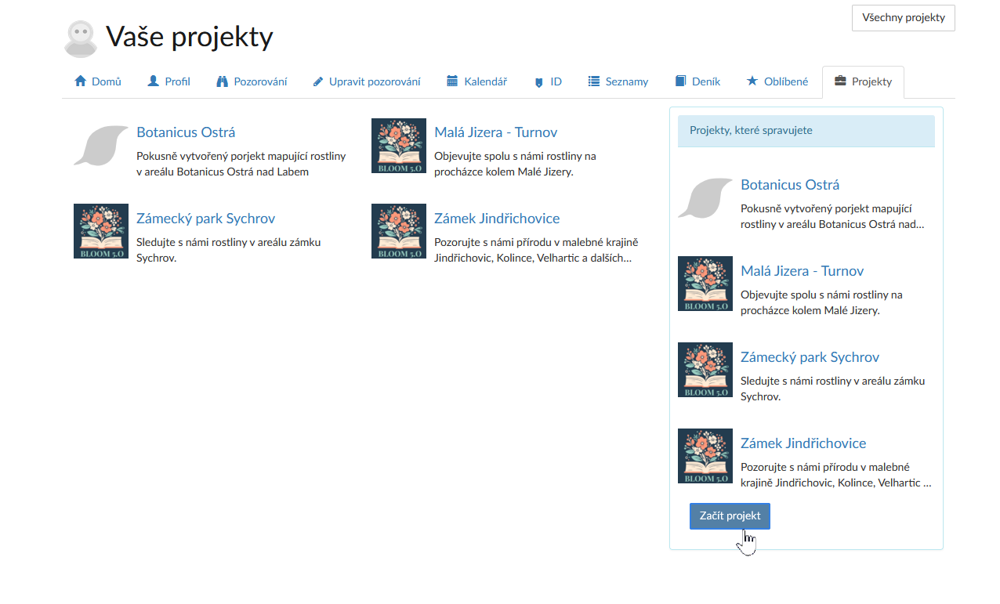 Všechny projekty
Vaše projekty
Domů Profil Pozorování Upravit pozorování Kalendář ID Seznamy Deník Oblíbené Projekty
Botanicus Ostrá
Pokusně vytvořený porjekt mapující rostliny
v areálu Botanicus Ostrá nad Labem
BLOOM 5.0
Malá Jizera - Turnov
Objevujte spolu s námi rostliny na
procházce kolem Malé Jizery.
BLOOM 5.0
Zámecký park Sychrov
Sledujte s námi rostliny v areálu zámku
Sychrov.
BLOOM 5.0
Zámek Jindřichovice
Pozorujte s námi přírodu v malebné krajině
Jindřichovic, Kolince, Velhartic a dalších...
Projekty, které spravujete
Botanicus Ostrá
Pokusně vytvořený porjekt mapující
rostliny v areálu Botanicus Ostrá nad...
BLOOM 5.0
Malá Jizera - Turnov
Objevujte spolu s námi rostliny na
procházce kolem Malé Jizery.
BLOOM 5.0
Zámecký park Sychrov
Sledujte s námi rostliny v areálu zámku
Sychrov.
BLOOM 5.0
Zámek Jindřichovice
Pozorujte s námi přírodu v malebné
krajině Jindřichovic, Kolince, Velhartic ...
Začít projekt